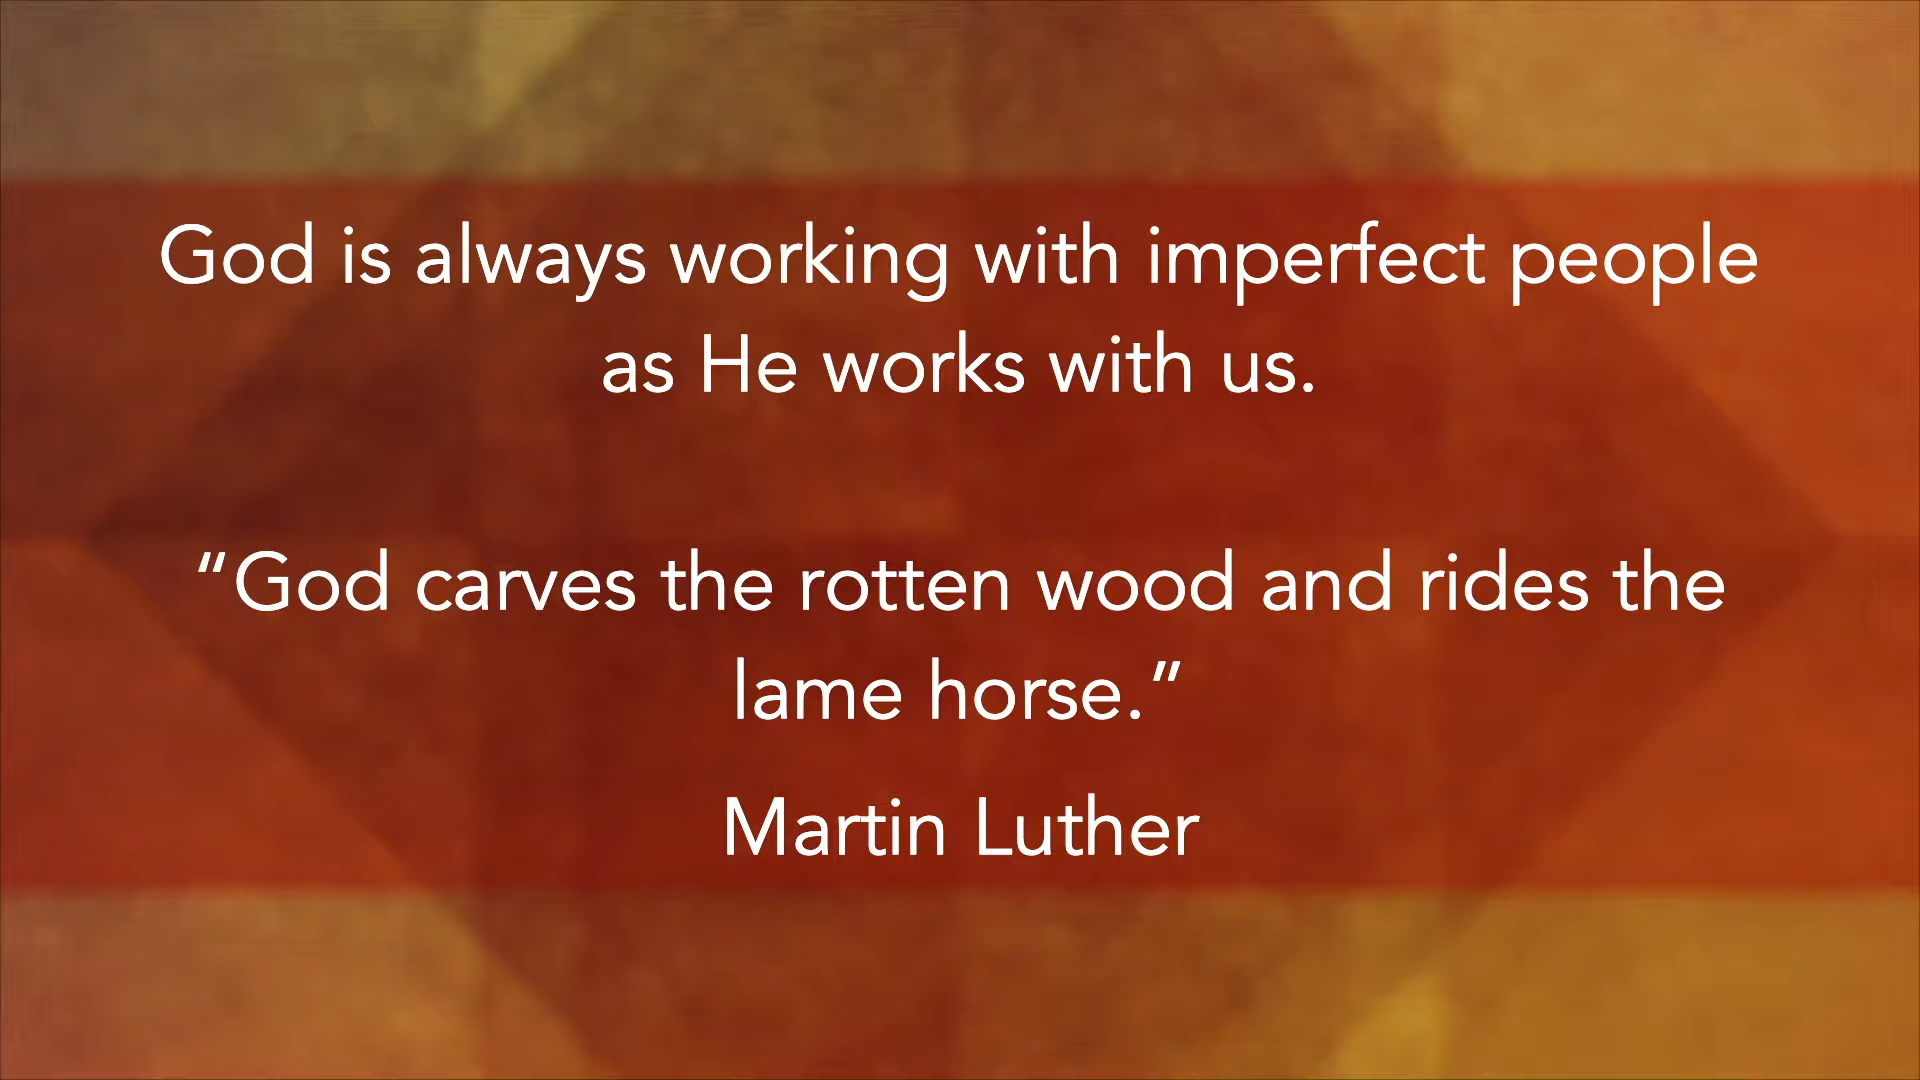 God is always working with imperfect people
as He works with us.
“God carves the rotten wood and rides the
lame horse.”
Martin Luther